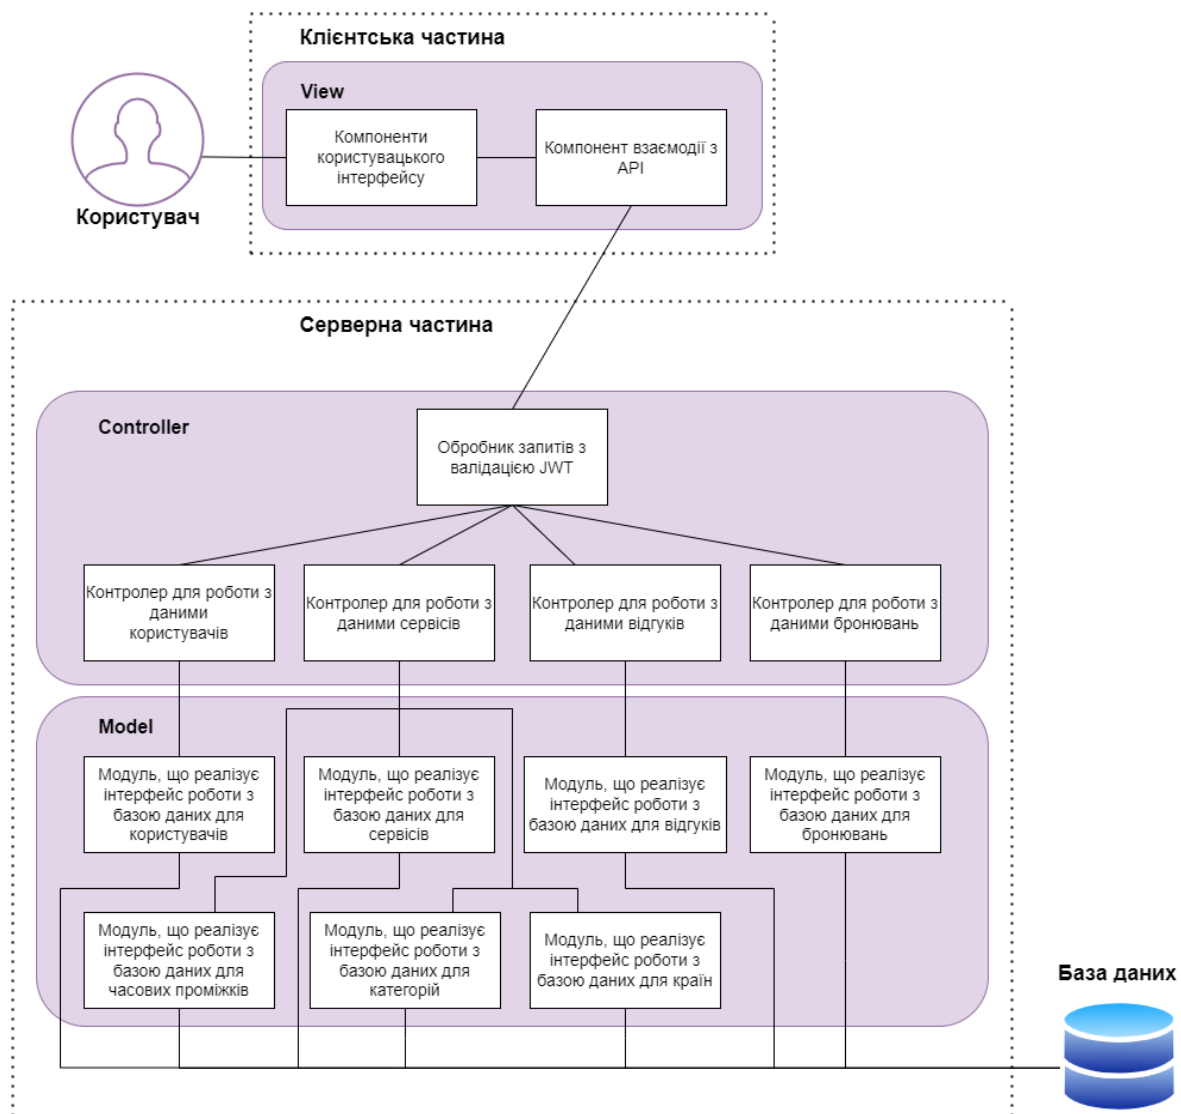 Клієнтська частина
View
Компоненти
користувацького
інтерфейсу
Компонент взаємодії з
API
Користувач
Серверна частина
Controller
Обробник запитів з
валідацією JWT
Контролер для роботи з
даними
користувачів
Контролер для роботи з
даними сервісів
Контролер для роботи з
даними відгуків
Контролер для роботи з
даними бронювань
Model
Модуль, що реалізує
інтерфейс роботи з
базою даних для
користувачів
Модуль, що реалізує
інтерфейс роботи з
базою даних для
сервісів
Модуль, що реалізує
інтерфейс роботи з
базою даних для відгуків
Модуль, що реалізує
інтерфейс роботи з
базою даних для
бронювань
Модуль, що реалізує
інтерфейс роботи з
базою даних для
часових проміжків
Модуль, що реалізує
інтерфейс роботи з
базою даних для
категорій
Модуль, що реалізує
інтерфейс роботи з
базою даних для країн
База даних